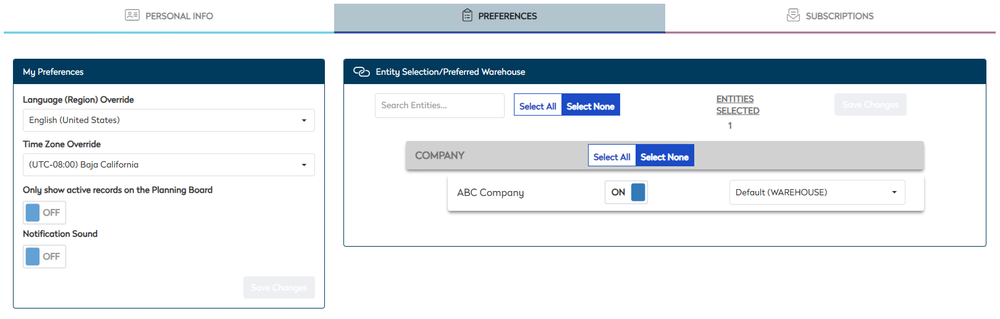 PERSONAL INFO
PREFERENCES
SUBSCRIPTIONS
My Preferences
Language (Region) Override
English (United States)
Time Zone Override
(UTC-08:00) Baja California
Only show active records on the Planning Board
OFF
Notification Sound
OFF
Save Changes
Entity Selection/Preferred Warehouse
Search Entities...
Select All
Select None
ENTITIES
SELECTED
1
Save Changes
COMPANY
Select All
Select None
ABC Company
ON
Default (WAREHOUSE)